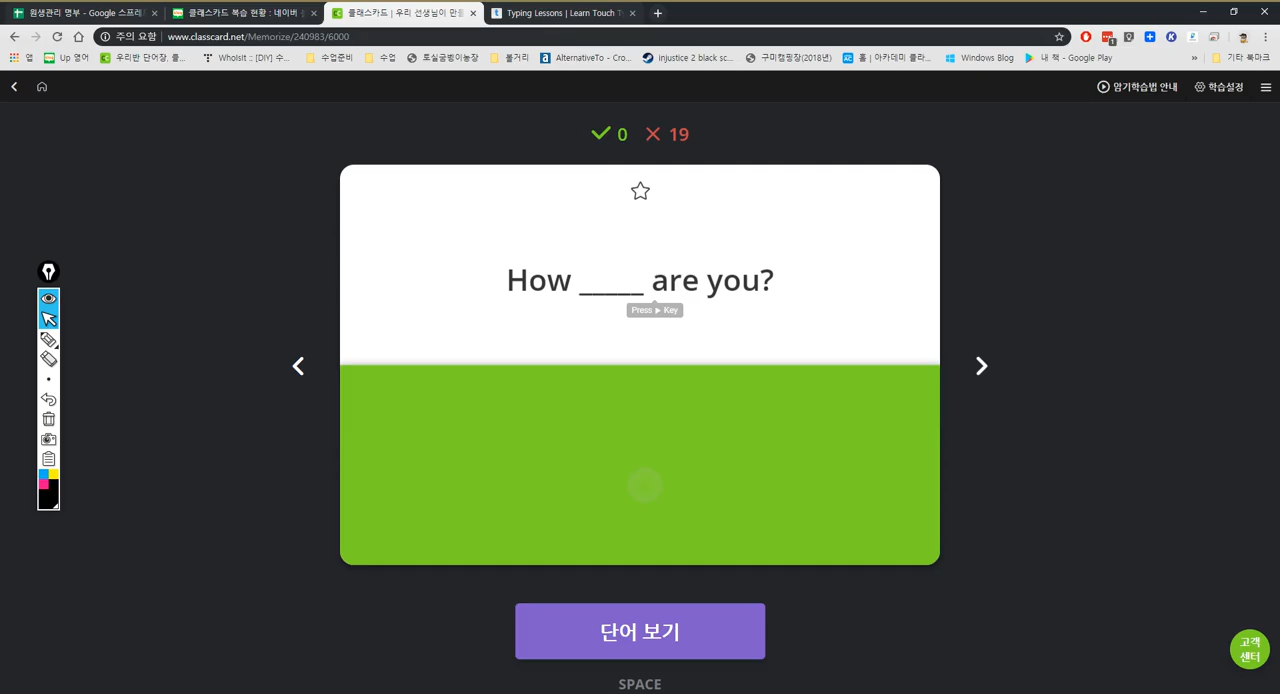 원생관리 명부 - Google 스프레
클래스카드 복습 현황 : 네이버
클래스카드 | 우리 선생님이 만들
Typing Lessons | Learn Touch T
주의 요함
www.classcard.net/Memorize/240983/6000
앱
Up 영어
우리반 단어장, 클...
WhoIst :: [DIY] 수...
수업준비
수업
토실굼벵이농장
볼거리
AlternativeTo - Cro...
injustice 2 black sc...
구미캠핑장(2018년)
홈 | 아카데미 클라...
Windows Blog
내 책 - Google Play
»
기타 북마크
암기학습법 안내
학습설정
0
19
How _____ are you?
Press ▶ Key
단어 보기
SPACE
고객
센터